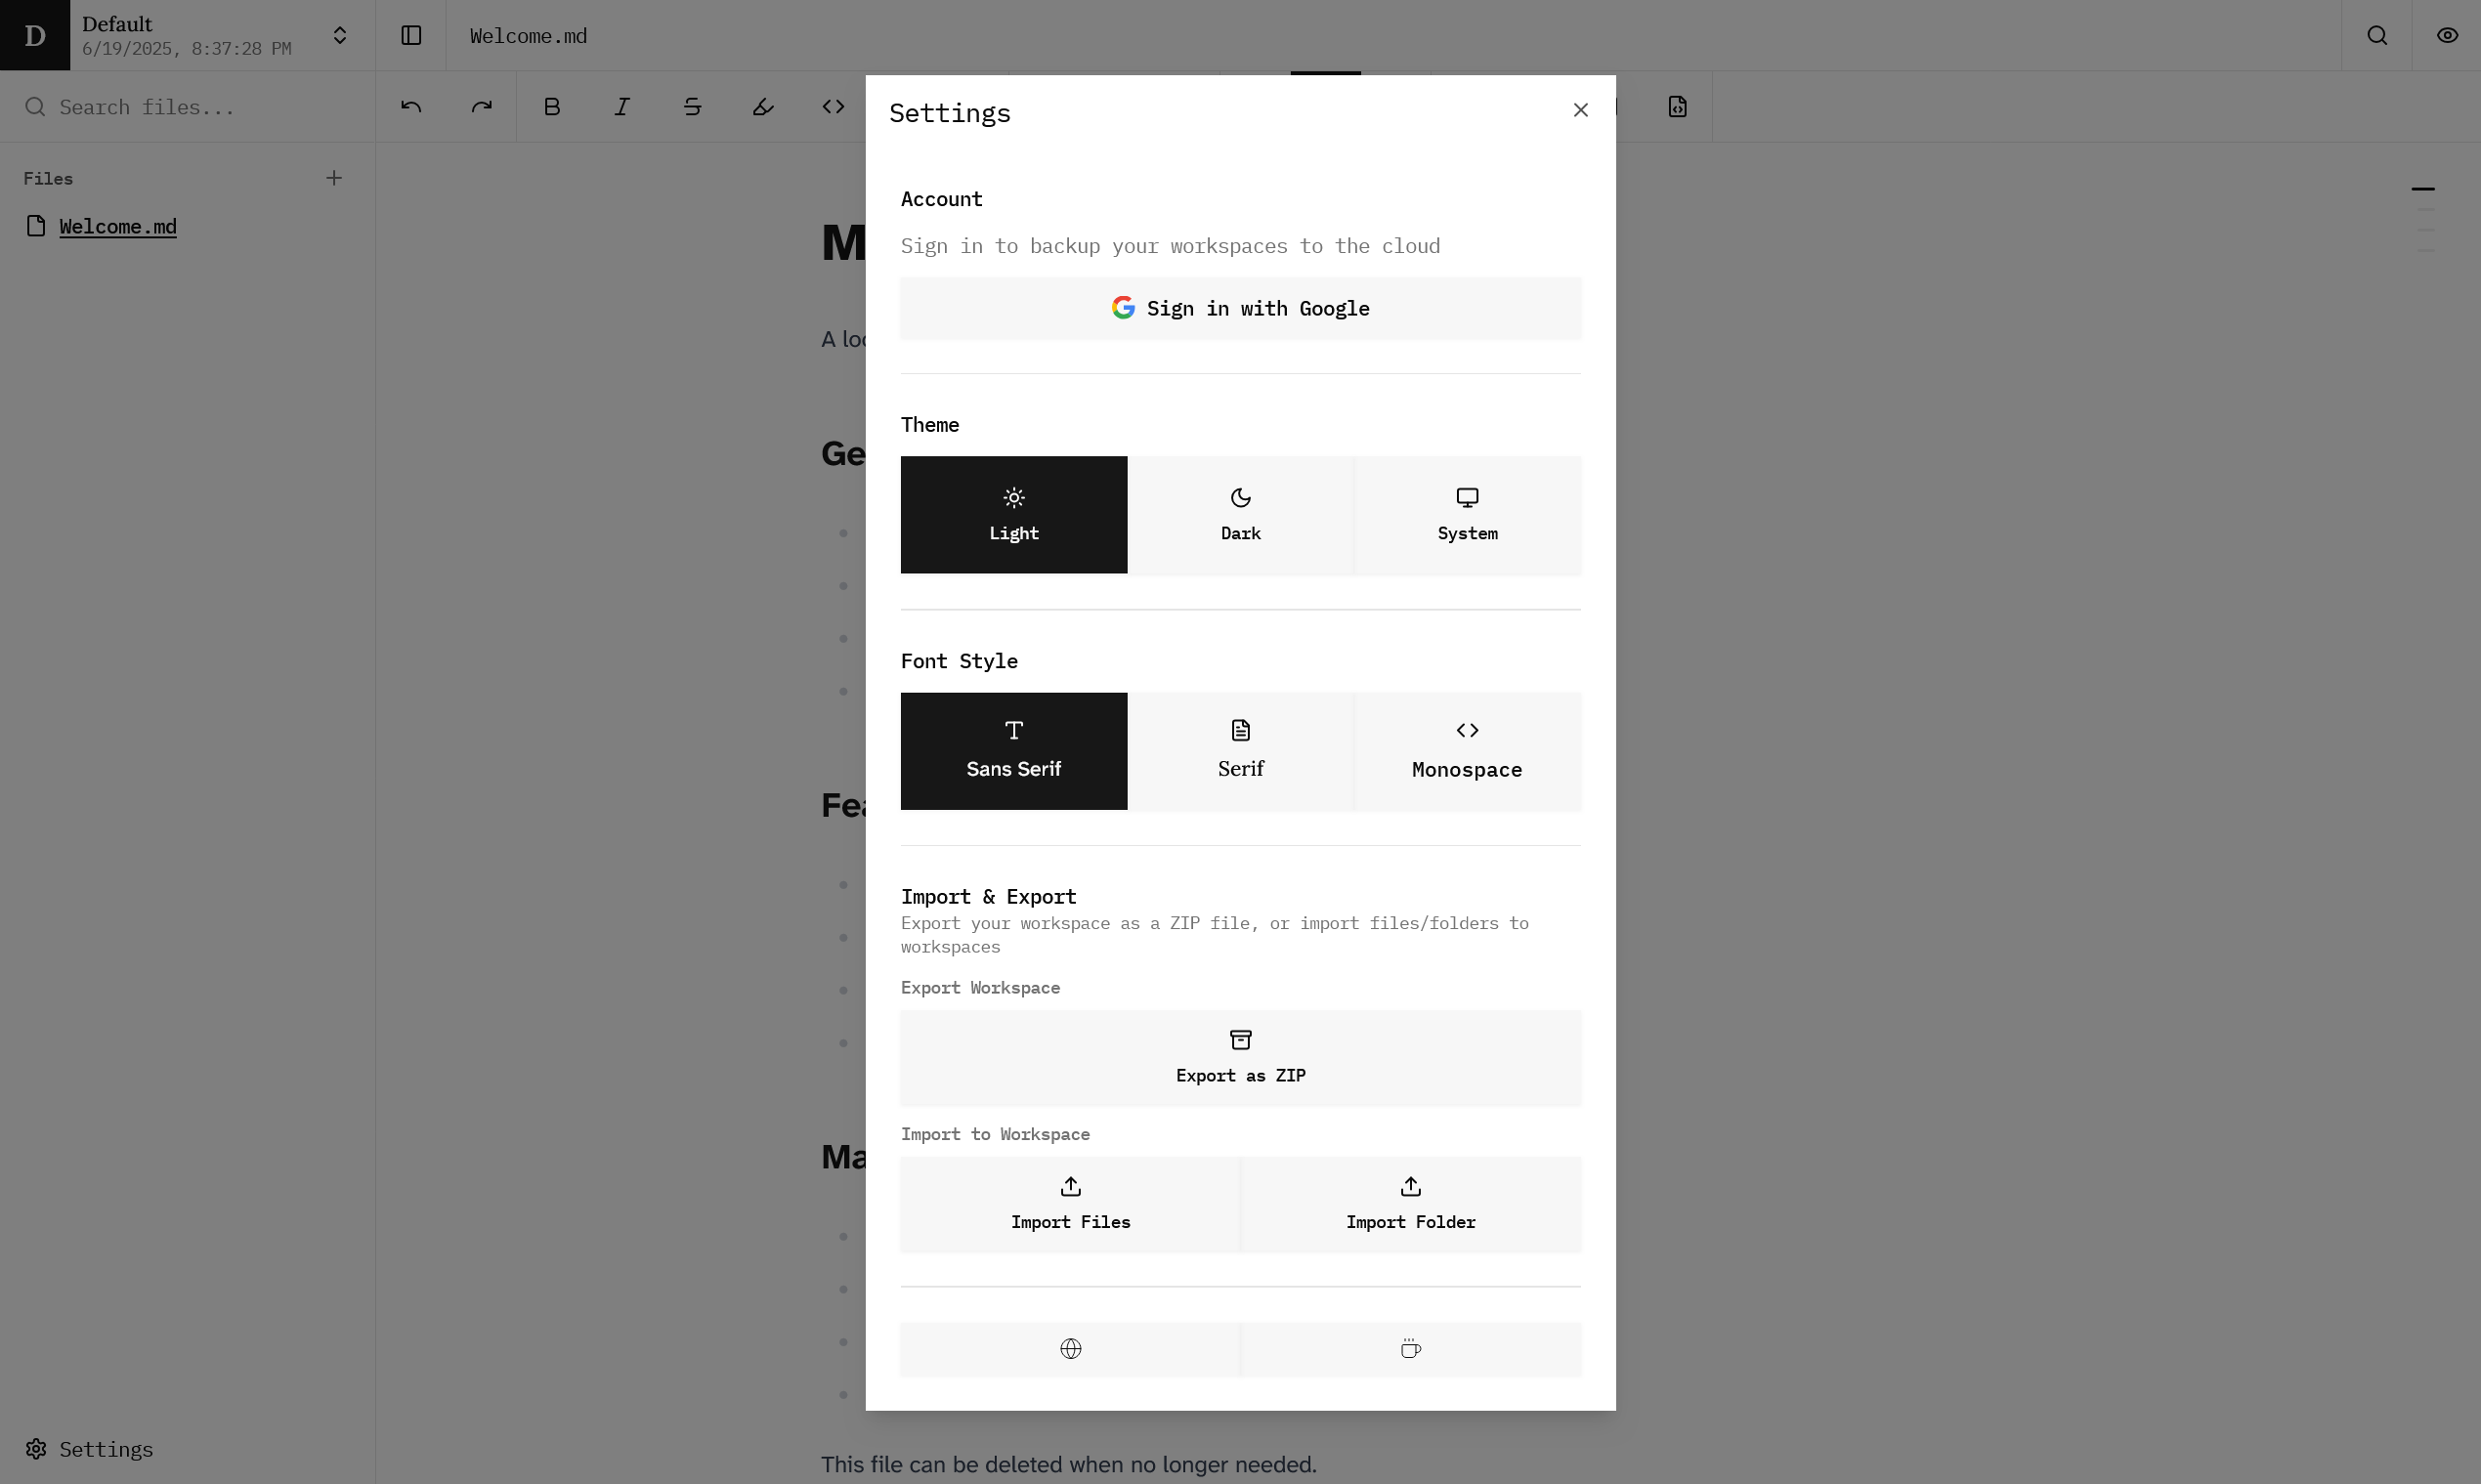 D
Default
6/19/2025, 8:37:28 PM
Welcome.md
Search files...
Files
Welcome.md
Settings
Account
Sign in to backup your workspaces to the cloud
Sign in with Google
Theme
Light
Dark
System
Font Style
Sans Serif
Serif
Monospace
Import & Export
Export your workspace as a ZIP file, or import files/folders to
workspaces
Export Workspace
Export as ZIP
Import to Workspace
Import Files
Import Folder
This file can be deleted when no longer needed.
Settings